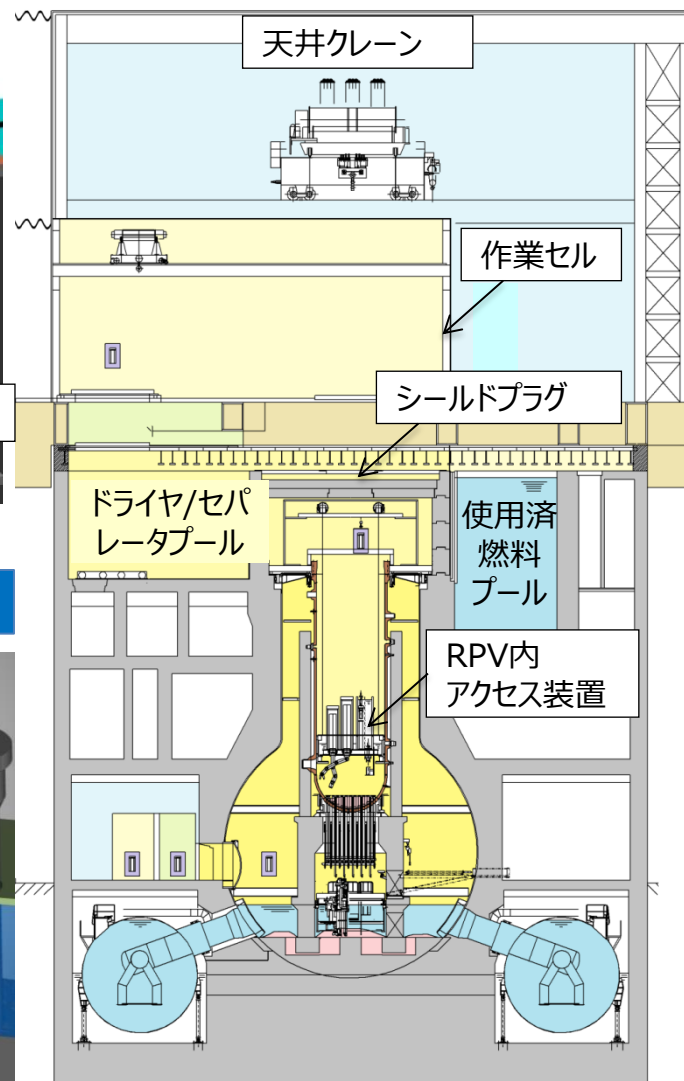 天井クレーン
作業セル
シールドプラグ
ドライヤ/セパ
レータプール
使用済
燃料
プール
RPV内
アクセス装置